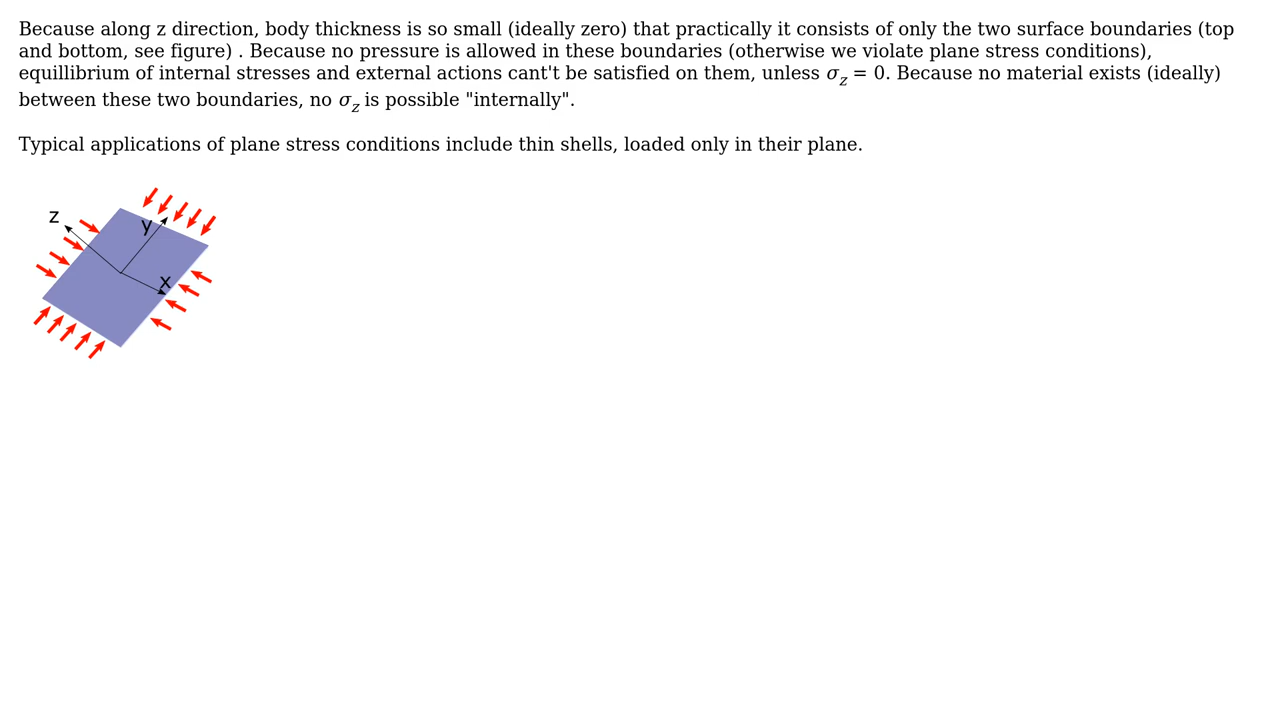 Because along z direction, body thickness is so small (ideally zero) that practically it consists of only the two surface boundaries (top
and bottom, see figure) . Because no pressure is allowed in these boundaries (otherwise we violate plane stress conditions),
equillibrium of internal stresses and external actions cant't be satisfied on them, unless σz = 0. Because no material exists (ideally)
between these two boundaries, no σz is possible "internally".
Typical applications of plane stress conditions include thin shells, loaded only in their plane.
z
y
x